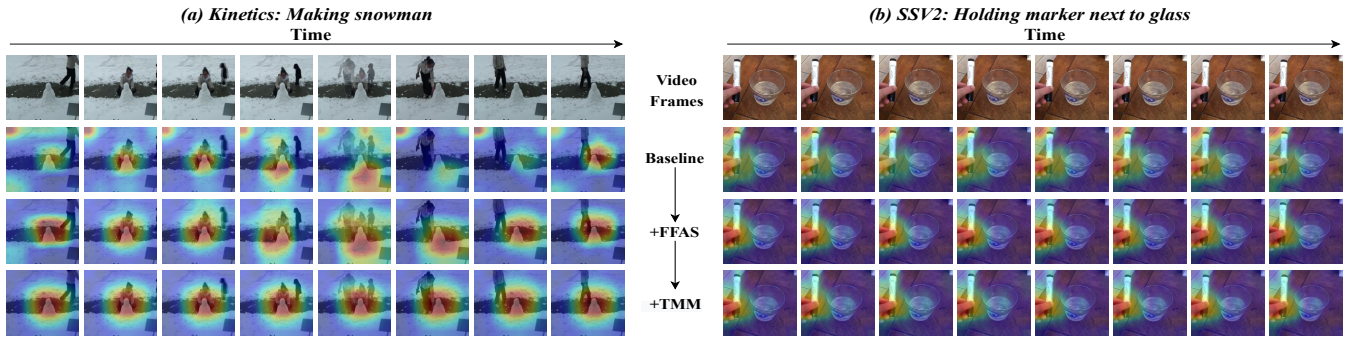 (a) Kinetics: Making snowman
Time
(b) SSV2: Holding marker next to glass
Time
Video
Frames
Baseline
+FFAS
+TMM